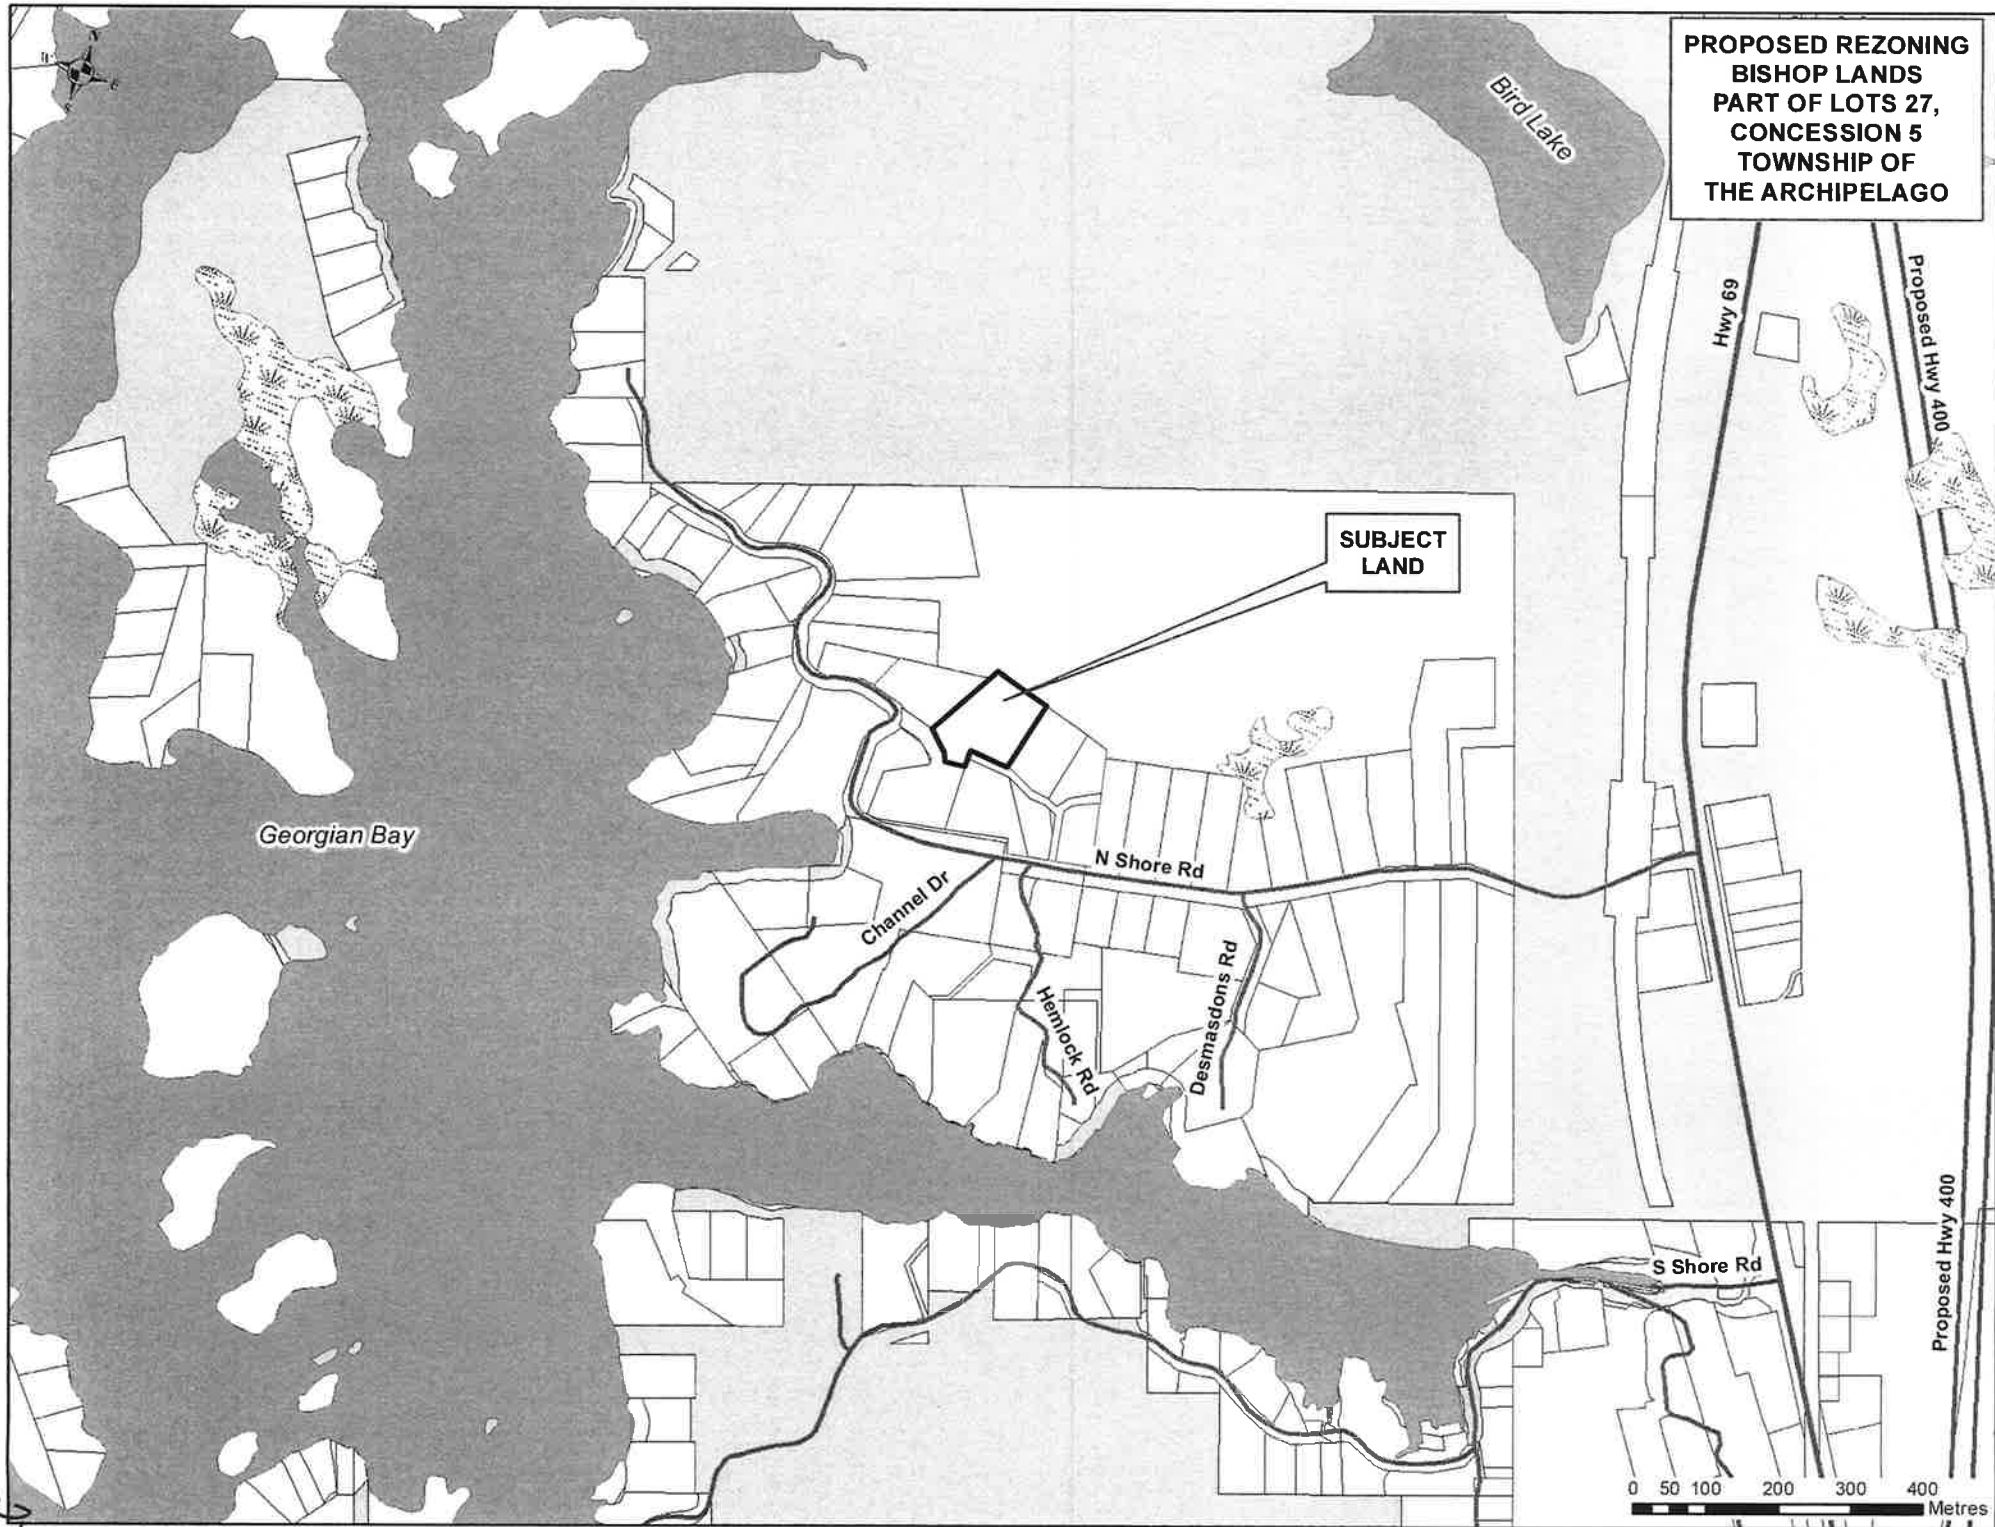 PROPOSED REZONING
BISHOP LANDS
PART OF LOTS 27,
CONCESSION 5
TOWNSHIP OF
THE ARCHIPELAGO
N
W
E
S
Bird Lake
Hwy 69
Proposed Hwy 400
SUBJECT
LAND
Georgian Bay
N Shore Rd
Channel Dr
Hemlock Rd
Desmasdons Rd
S Shore Rd
Proposed Hwy 400
0 50 100 200 300 400
Metres